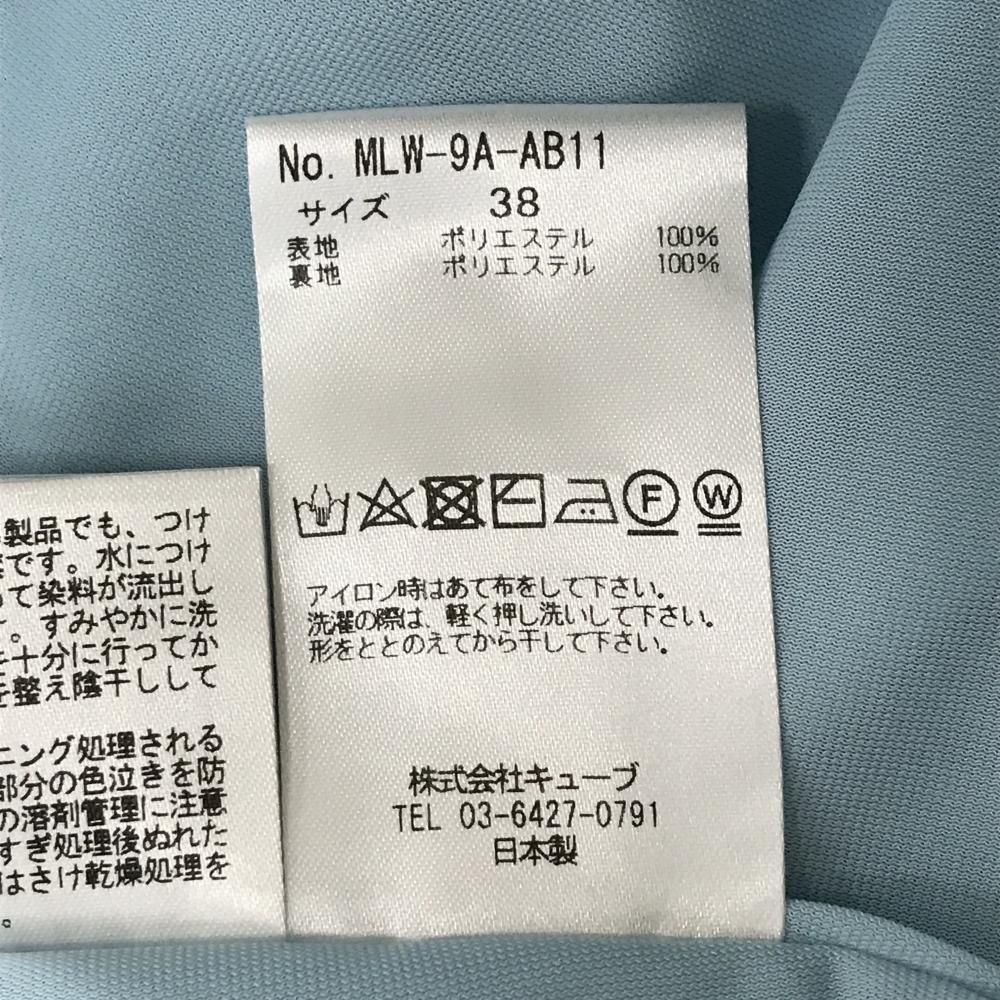 No. MLW-9A-AB11
サイズ 38
表地 ポリエステル 100%
裏地 ポリエステル 100%
F W
アイロン時はあて布をして下さい。
洗濯の際は、軽く押し洗いして下さい。
形をととのえてから干して下さい。
株式会社キューブ
TEL 03-6427-0791
日本製
製品でも、つけ
です。水につけ
て染料が流出し
。すみやかに洗
十分に行ってか
を整え陰干しして
ニング処理される
部分の色泣きを防
の溶剤管理に注意
すぎ処理後ぬれた
はさけ乾燥処理を
。